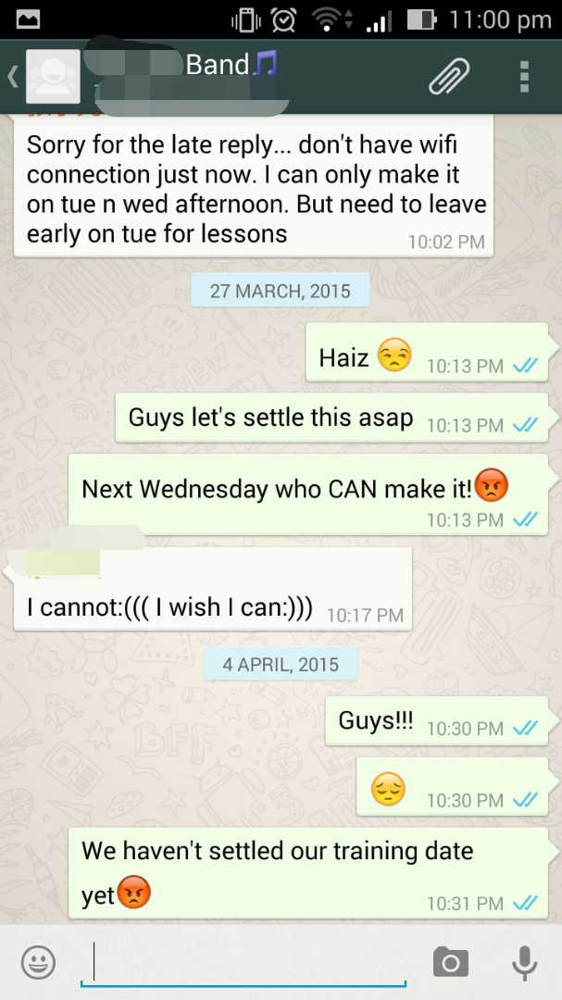 11:00 pm
Band🎵
Sorry for the late reply... don't have wifi
connection just now. I can only make it
on tue n wed afternoon. But need to leave
early on tue for lessons
10:02 PM
27 MARCH, 2015
Haiz 😒 10:13 PM
Guys let's settle this asap 10:13 PM
Next Wednesday who CAN make it!😡
10:13 PM
I cannot:((( I wish I can:))) 10:17 PM
4 APRIL, 2015
Guys!!! 10:30 PM
😔 10:30 PM
We haven't settled our training date
yet😡 10:31 PM